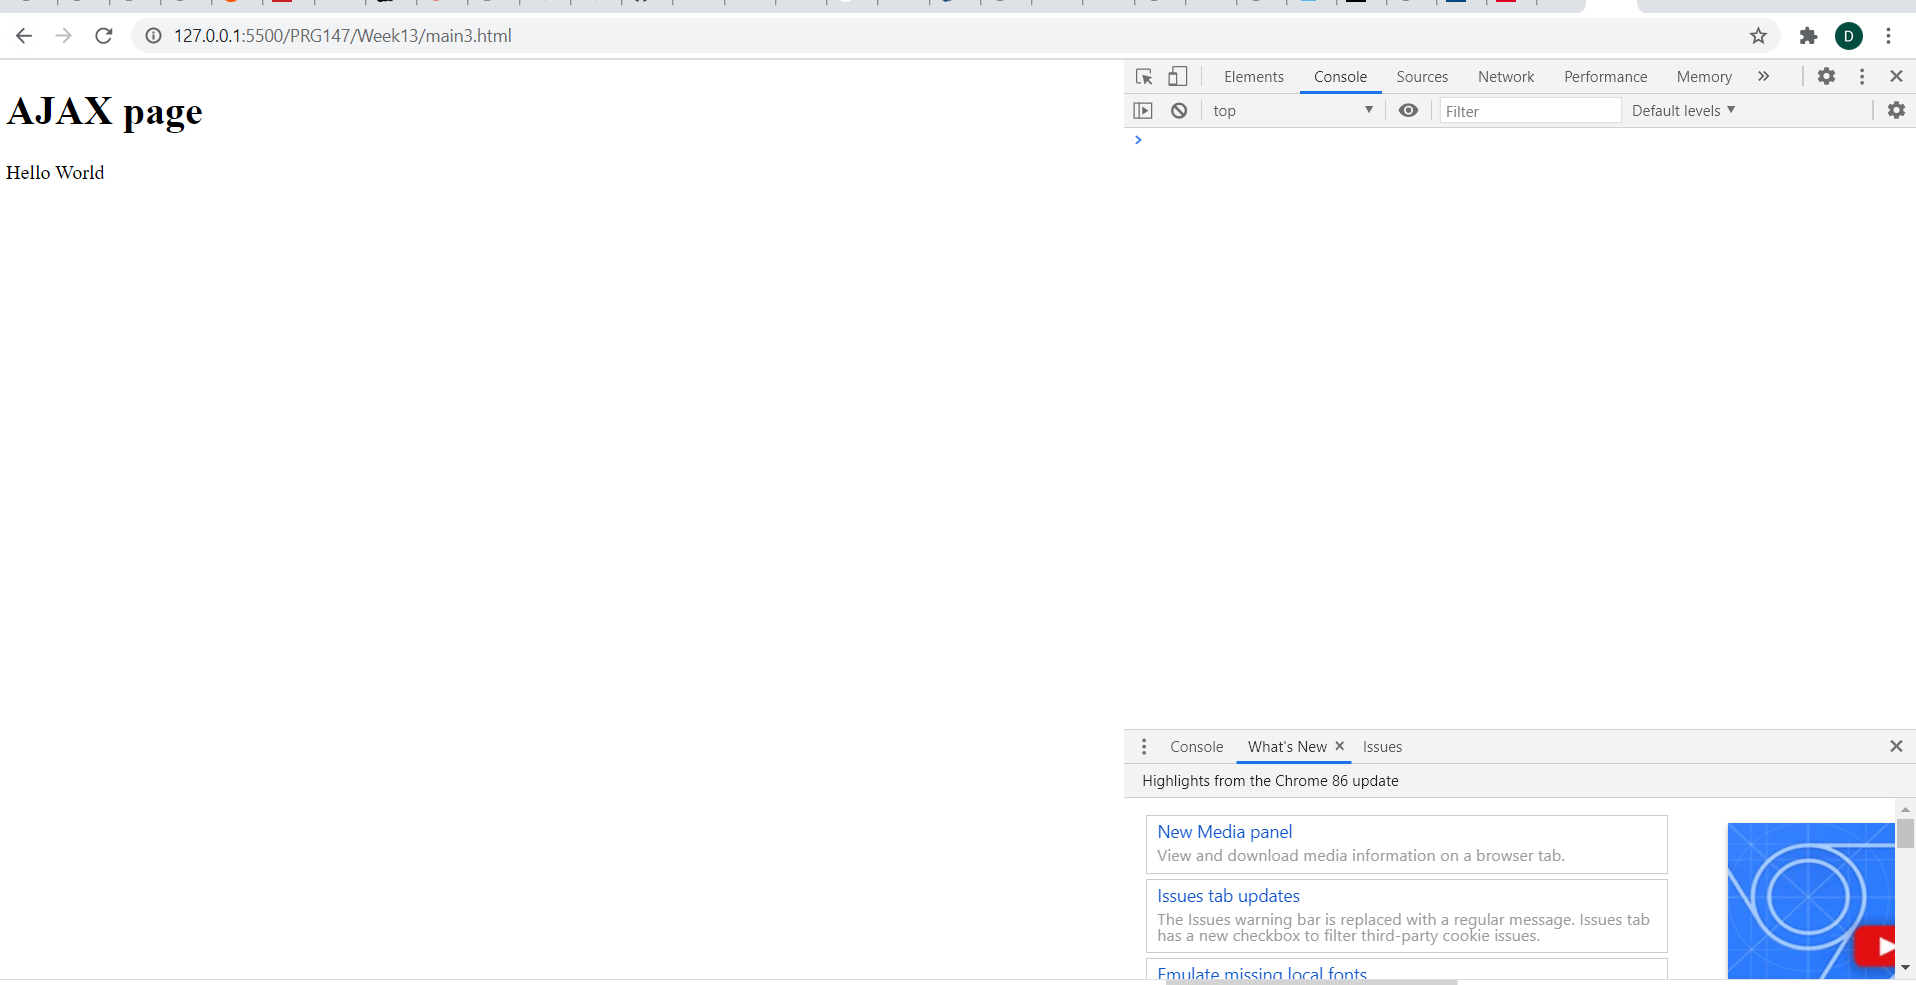 127.0.0.1:5500/PRG147/Week13/main3.html
D
AJAX page
Hello World
Elements Console Sources Network Performance Memory »
top Filter Default levels
Console What's New × Issues
Highlights from the Chrome 86 update
New Media panel
View and download media information on a browser tab.
Issues tab updates
The Issues warning bar is replaced with a regular message. Issues tab
has a new checkbox to filter third-party cookie issues.
Emulate missing local fonts